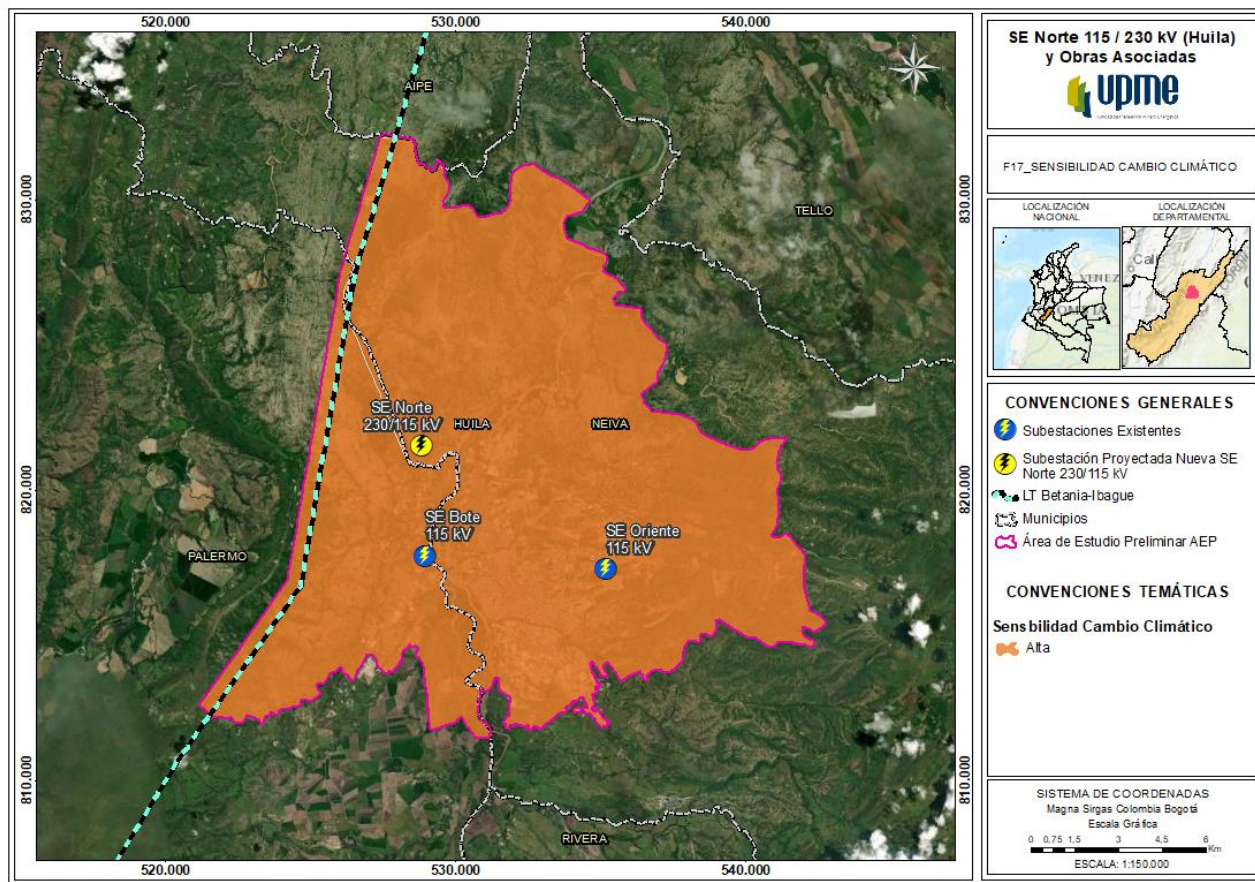 520.000
530.000
540.000
830.000
820.000
810.000
830.000
820.000
810.000
520.000
530.000
540.000
AIPE
TELLO
SE Norte
230/115 kV
HUILA
NEIVA
SE Bote
115 kV
SE Oriente
115 kV
PALERMO
RIVERA
SE Norte 115 / 230 kV (Huila)
y Obras Asociadas
upme
F17_SENSIBILIDAD CAMBIO CLIMÁTICO
LOCALIZACIÓN
NACIONAL
LOCALIZACIÓN
DEPARTAMENTAL
VENEZ
Cali
CONVENCIONES GENERALES
Subestaciones Existentes
Subestación Proyectada Nueva SE
Norte 230/115 kV
LT Betania-Ibague
Municipios
Área de Estudio Preliminar AEP
CONVENCIONES TEMÁTICAS
Sensbilidad Cambio Climático
Alta
SISTEMA DE COORDENADAS
Magna Sirgas Colombia Bogotá
Escala Gráfica
0 0,75 1,5 3 4,5 6
Km
ESCALA: 1:150.000